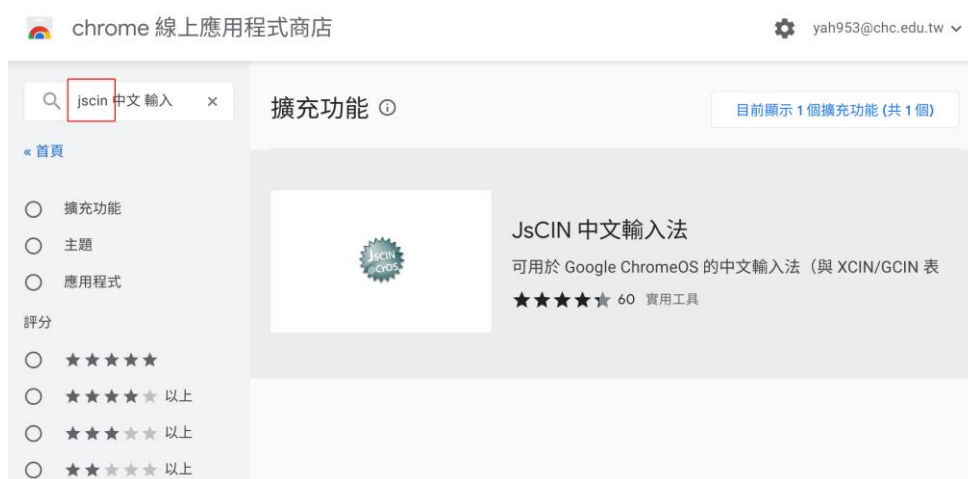 chrome 線上應用程式商店
yah953@chc.edu.tw
jscin 中文 輸入 ×
« 首頁
擴充功能
主題
應用程式
評分
以上
以上
以上
擴充功能
目前顯示 1 個擴充功能 (共 1 個)
JSCIN
@CrOS
JsCIN 中文輸入法
可用於 Google ChromeOS 的中文輸入法（與 XCIN/GCIN 表
60 實用工具